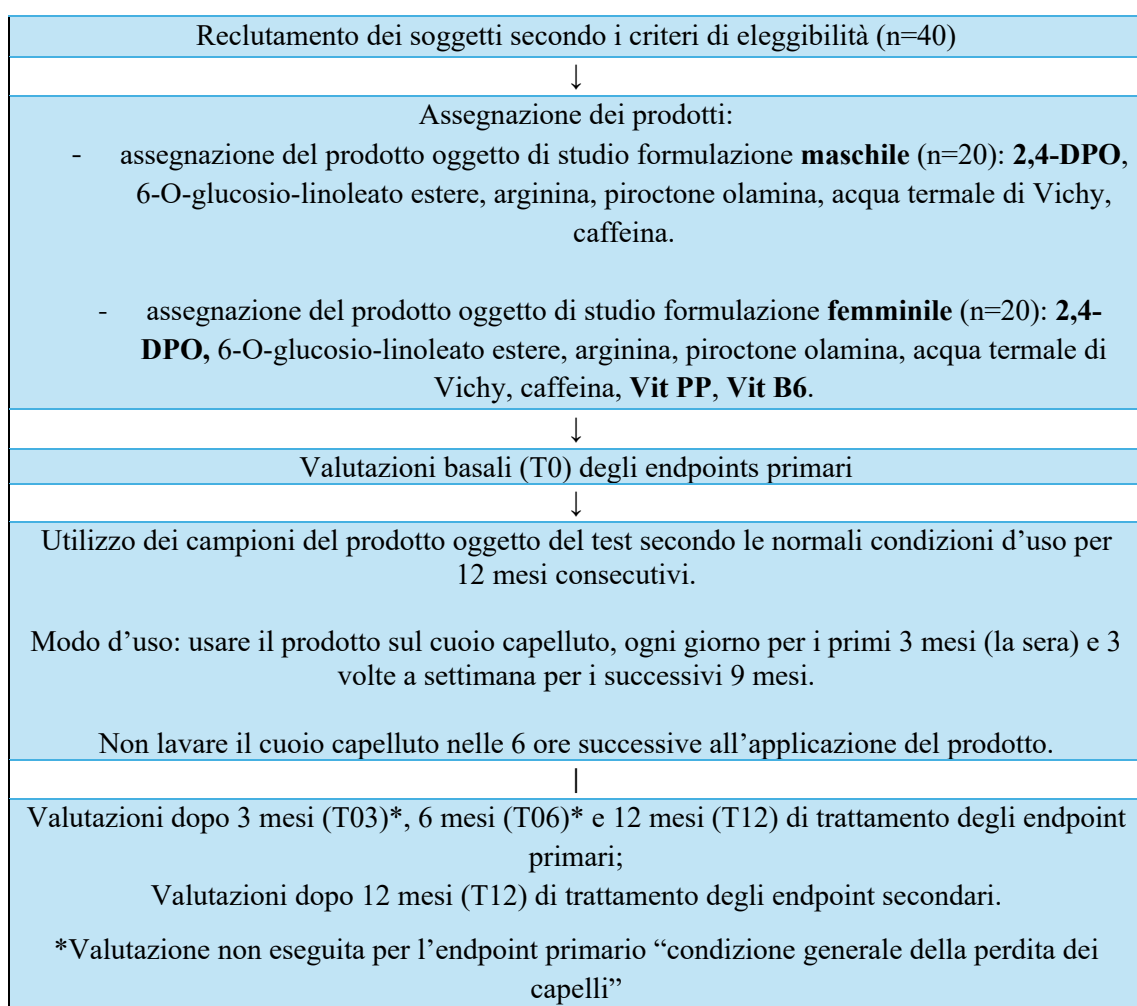 Reclutamento dei soggetti secondo i criteri di eleggibilità (n=40)
↓
Assegnazione dei prodotti:
- assegnazione del prodotto oggetto di studio formulazione maschile (n=20): 2,4-DPO,
6-O-glucosio-linoleato estere, arginina, piroctone olamina, acqua termale di Vichy,
caffeina.
- assegnazione del prodotto oggetto di studio formulazione femminile (n=20): 2,4-
DPO, 6-O-glucosio-linoleato estere, arginina, piroctone olamina, acqua termale di
Vichy, caffeina, Vit PP, Vit B6.
↓
Valutazioni basali (T0) degli endpoints primari
↓
Utilizzo dei campioni del prodotto oggetto del test secondo le normali condizioni d’uso per
12 mesi consecutivi.
Modo d’uso: usare il prodotto sul cuoio capelluto, ogni giorno per i primi 3 mesi (la sera) e 3
volte a settimana per i successivi 9 mesi.
Non lavare il cuoio capelluto nelle 6 ore successive all’applicazione del prodotto.
|
Valutazioni dopo 3 mesi (T03)*, 6 mesi (T06)* e 12 mesi (T12) di trattamento degli endpoint
primari;
Valutazioni dopo 12 mesi (T12) di trattamento degli endpoint secondari.
*Valutazione non eseguita per l’endpoint primario “condizione generale della perdita dei
capelli”